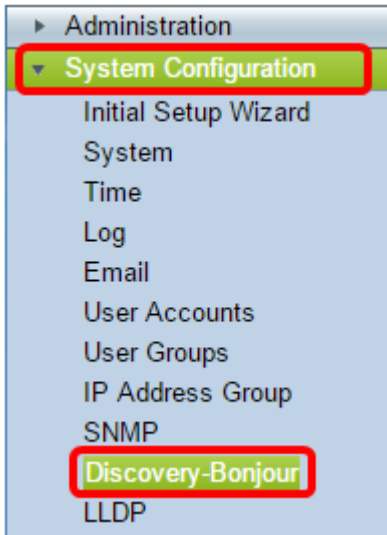 Administration
System Configuration
Initial Setup Wizard
System
Time
Log
Email
User Accounts
User Groups
IP Address Group
SNMP
Discovery-Bonjour
LLDP